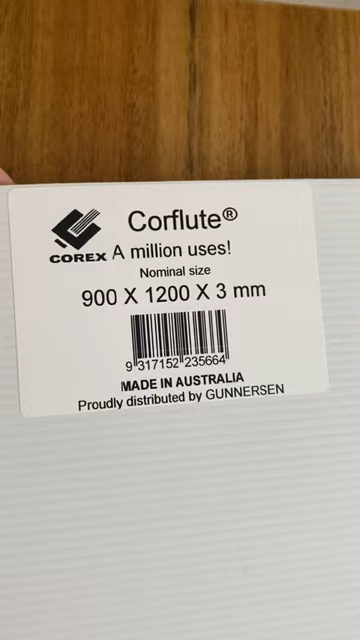 Corflute®
COREX A million uses!
Nominal size
900 X 1200 X 3 mm
9 317152 235664
MADE IN AUSTRALIA
Proudly distributed by GUNNERSEN